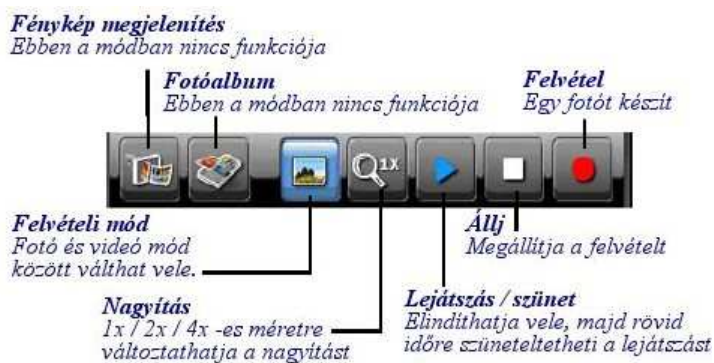 Fénykép megjelenítés
Ebben a módban nincs funkciója
Fotóalbum
Ebben a módban nincs funkciója
Felvétel
Egy fotót készít
1X
Felvételi mód
Fotó és videó mód
között válthat vele.
Állj
Megállítja a felvételt
Nagyítás
1x / 2x / 4x -es méretre
változtathatja a nagyítást
Lejátszás / szünet
Elindíthatja vele, majd rövid
időre szüneteltetheti a lejátszást